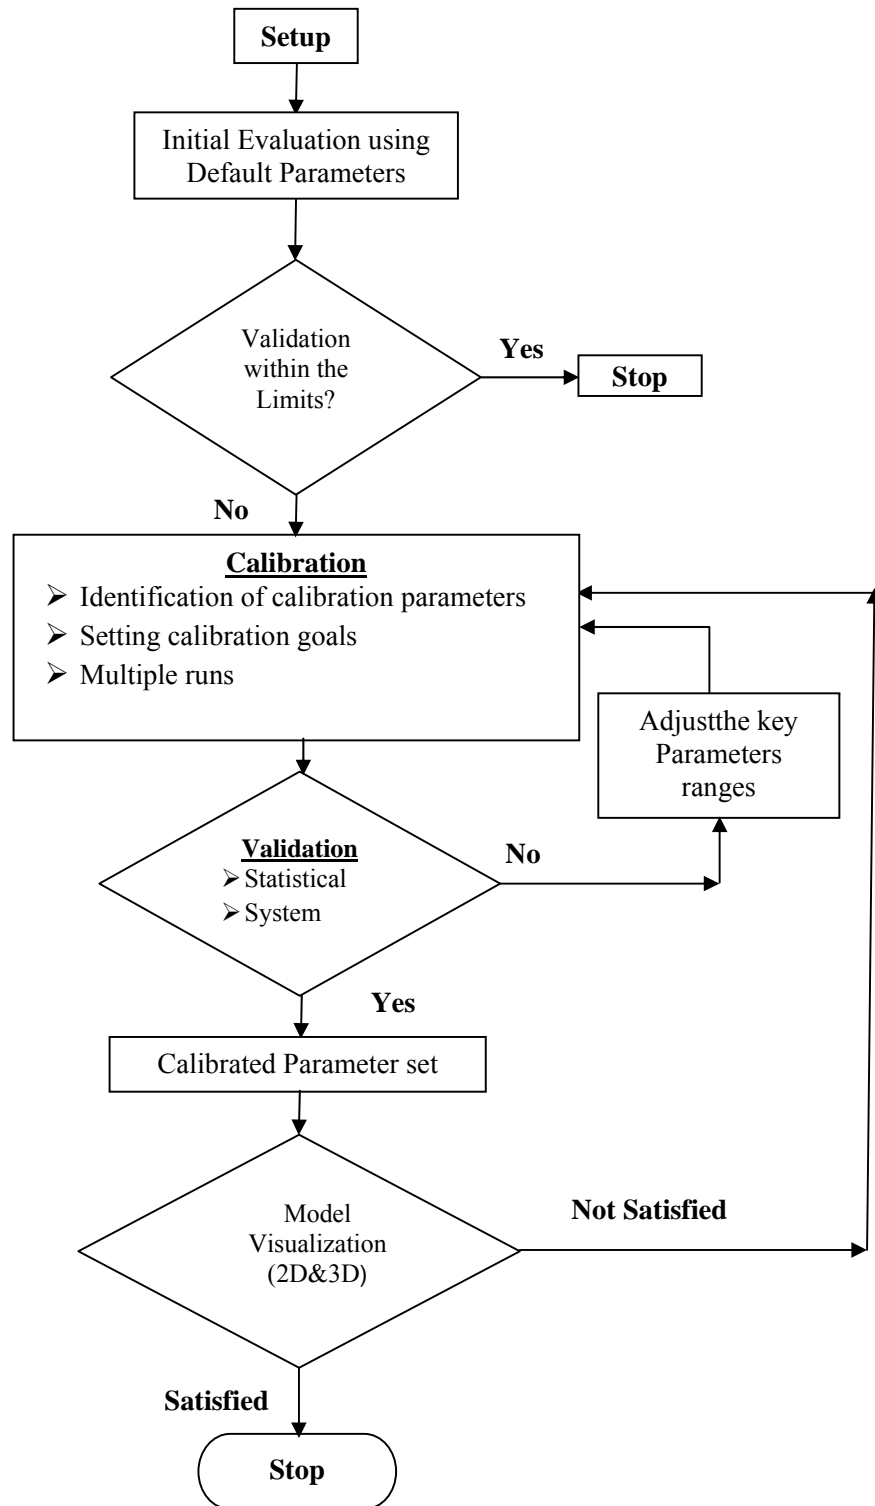 Setup
Initial Evaluation using
Default Parameters
Validation
within the
Limits?
Yes
Stop
No
Calibration
➢ Identification of calibration parameters
➢ Setting calibration goals
➢ Multiple runs
Adjustthe key
Parameters
ranges
Validation
➢ Statistical
➢ System
No
Yes
Calibrated Parameter set
Model
Visualization
(2D&3D)
Not Satisfied
Satisfied
Stop